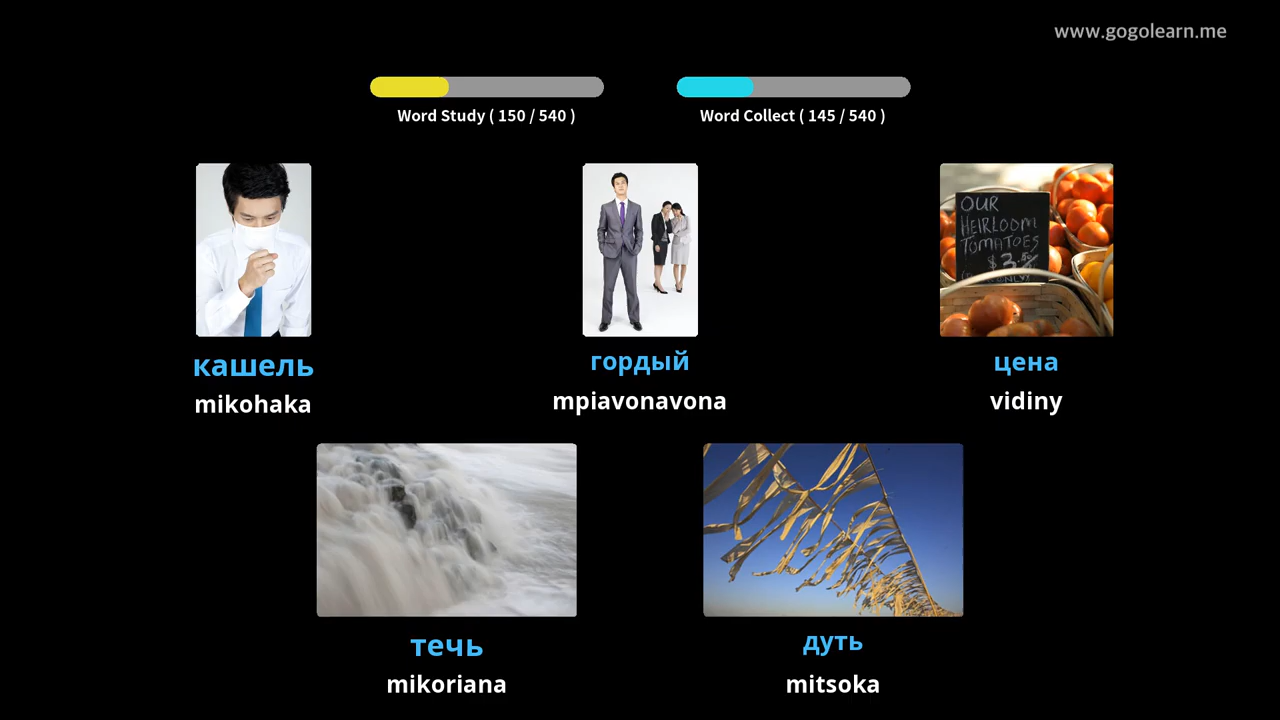 www.gogolearn.me
Word Study ( 150 / 540 )
Word Collect ( 145 / 540 )
OUR
HEIRLOOM
TOMATOES
кашель
mikohaka
гордый
mpiavonavona
цена
vidiny
течь
mikoriana
дуть
mitsoka